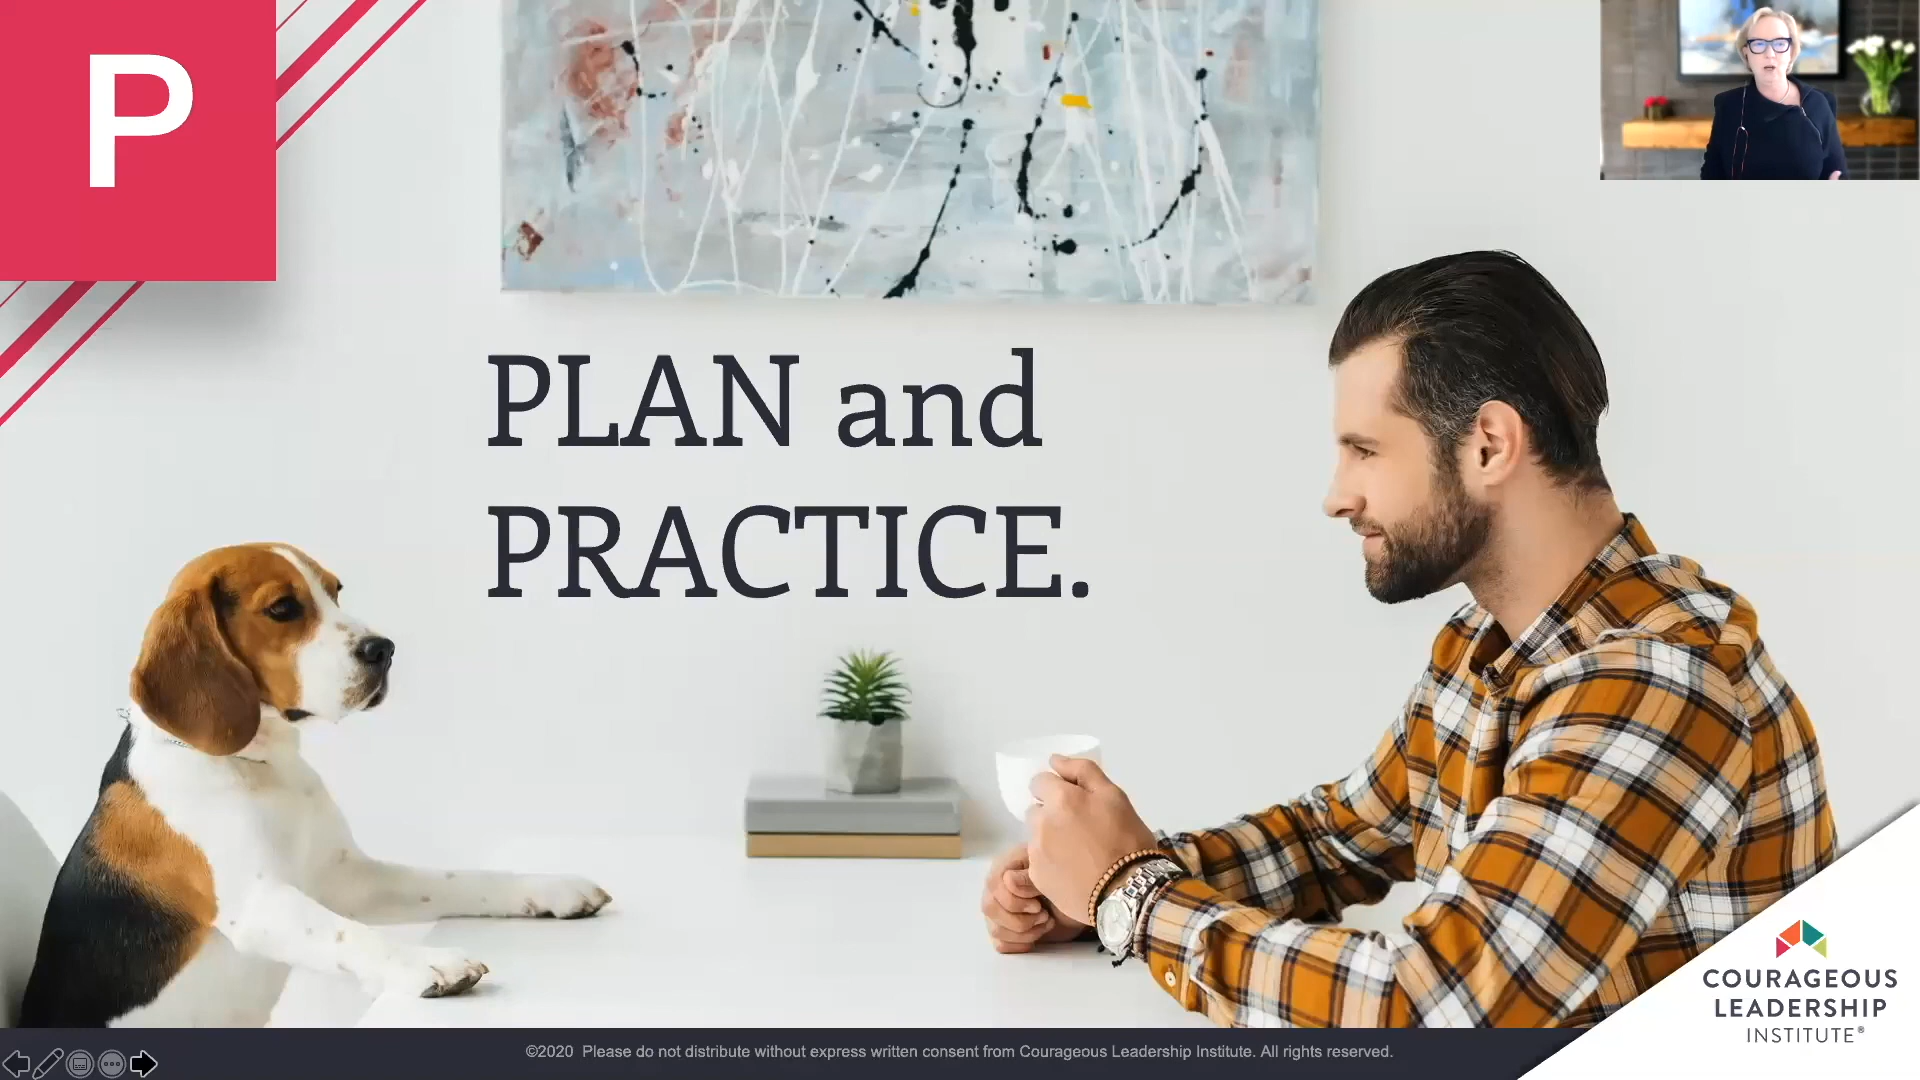 P
PLAN and
PRACTICE.
COURAGEOUS
LEADERSHIP
INSTITUTE®
©2020 Please do not distribute without express written consent from Courageous Leadership Institute. All rights reserved.